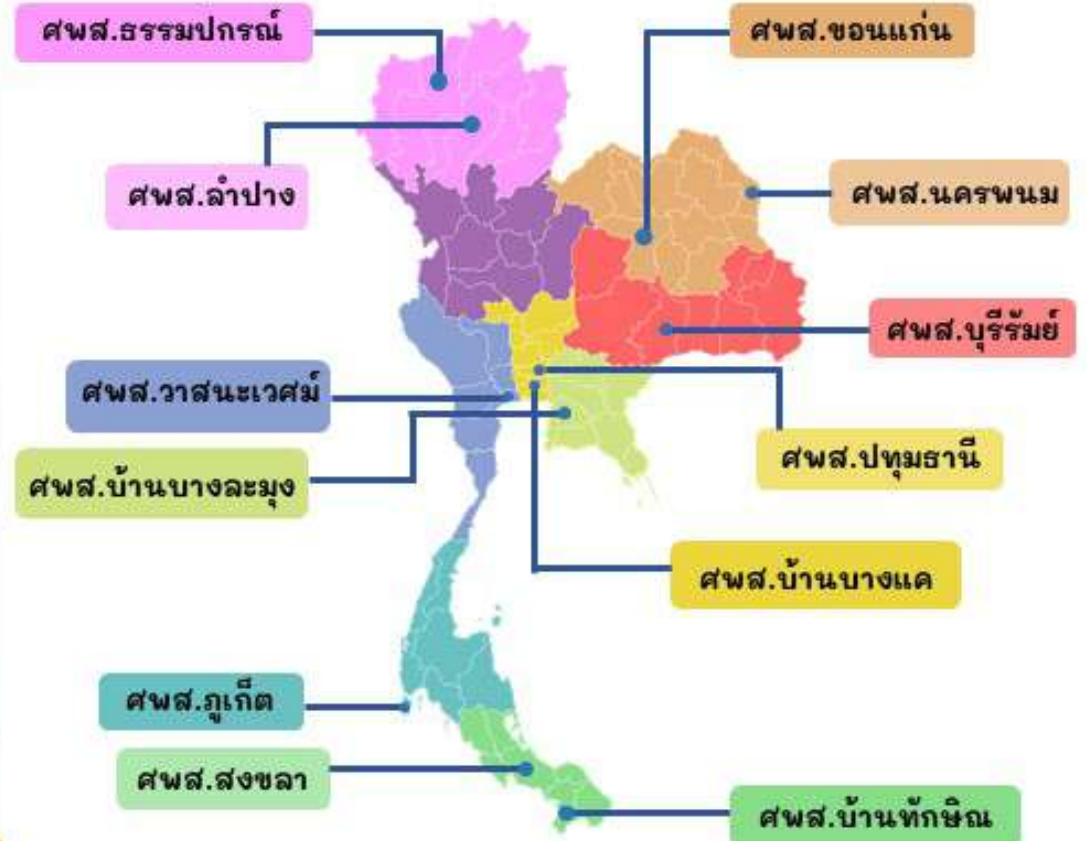 ศพส.ธรรมปกรณ์
ศพส.ขอนแก่น
ศพส.ลำปาง
ศพส.นครพนม
ศพส.บุรีรัมย์
ศพส.วาสนะเวศม์
ศพส.ปทุมธานี
ศพส.บ้านบางละมุง
ศพส.บ้านบางแค
ศพส.ภูเก็ต
ศพส.สงขลา
ศพส.บ้านทักษิณ